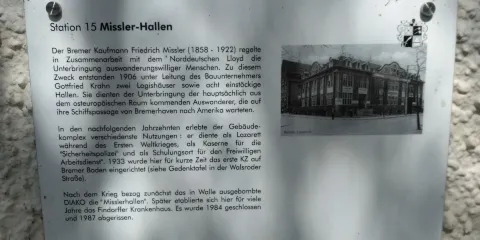 Station 15 Missler-Hallen
Der Bremer Kaufmann Friedrich Missler (1858 - 1922) regelte
in Zusammenarbeit mit dem "Norddeutschen Lloyd die
Unterbringung auswanderungswilliger Menschen. Zu diesem
Zweck entstanden 1906 unter Leitung des Bauunternehmers
Gottfried Krahn zwei Logishäuser sowie acht einstöckige
Hallen. Sie dienten der Unterbringung der hauptsächlich aus
dem osteuropäischen Raum kommenden Auswanderer, die auf
ihre Schiffspassage von Bremerhaven nach Amerika warteten.
In den nachfolgenden Jahrzehnten erlebte der Gebäude-
komplex verschiedenste Nutzungen: er diente als Lazarett
während des Ersten Weltkrieges, als Kaserne für die
"Sicherheitspolizei" und als Schulungsort für den Freiwilligen
Arbeitsdienst. 1933 wurde hier für kurze Zeit das erste KZ auf
Bremer Boden eingerichtet (siehe Gedenktafel in der Walsroder
Straße).
Nach dem Krieg bezog zunächst das in Walle ausgebombte
DIAKO die "Misslerhallen". Später etablierte sich hier für viele
Jahre das Findorffer Krankenhaus. Es wurde 1984 geschlossen
und 1987 abgerissen.